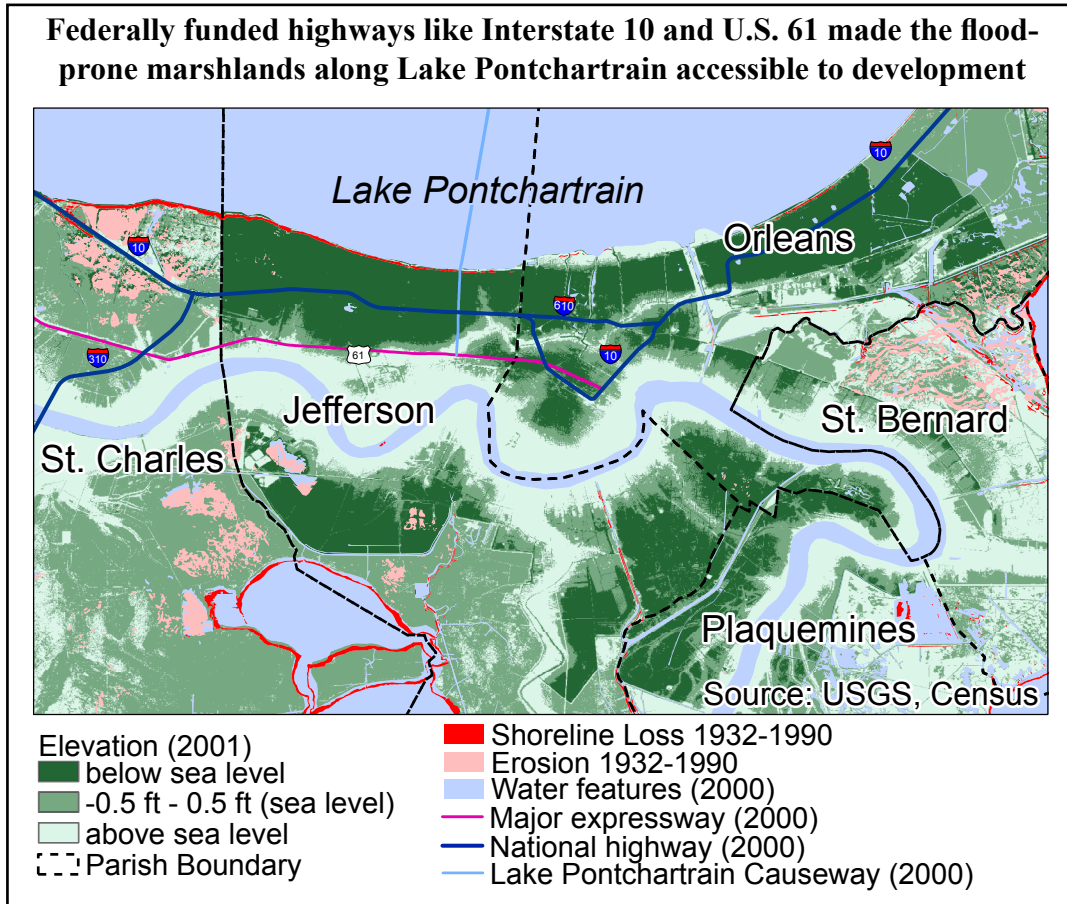 Federally funded highways like Interstate 10 and U.S. 61 made the flood-
prone marshlands along Lake Pontchartrain accessible to development
10
Lake Pontchartrain
Orleans
10
610
61
10
310
Jefferson
St. Bernard
St. Charles
Plaquemines
Source: USGS, Census
Elevation (2001)
below sea level
-0.5 ft - 0.5 ft (sea level)
above sea level
Parish Boundary
Shoreline Loss 1932-1990
Erosion 1932-1990
Water features (2000)
Major expressway (2000)
National highway (2000)
Lake Pontchartrain Causeway (2000)